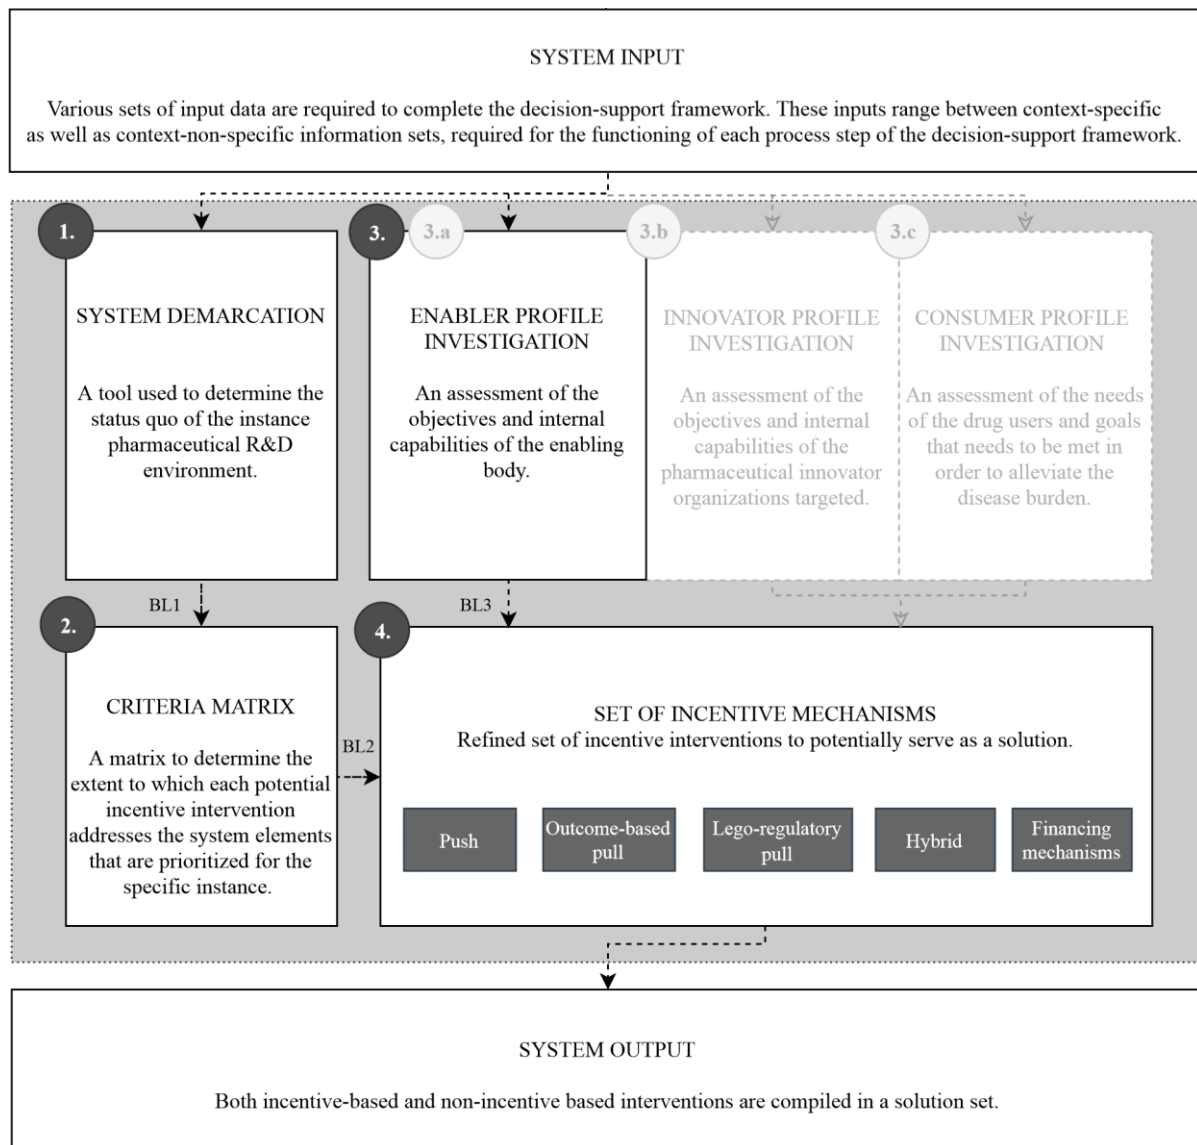 SYSTEM INPUT
Various sets of input data are required to complete the decision-support framework. These inputs range between context-specific
as well as context-non-specific information sets, required for the functioning of each process step of the decision-support framework.
1.
SYSTEM DEMARCATION
A tool used to determine the
status quo of the instance
pharmaceutical R&D
environment.
3.
3.a
ENABLER PROFILE
INVESTIGATION
An assessment of the
objectives and internal
capabilities of the enabling
body.
3.b
INNOVATOR PROFILE
INVESTIGATION
An assessment of the
objectives and internal
capabilities of the
pharmaceutical innovator
organizations targeted.
3.c
CONSUMER PROFILE
INVESTIGATION
An assessment of the needs
of the drug users and goals
that needs to be met in
order to alleviate the
disease burden.
BL1
BL3
2.
CRITERIA MATRIX
A matrix to determine the
extent to which each potential
incentive intervention
addresses the system elements
that are prioritized for the
specific instance.
BL2
4.
SET OF INCENTIVE MECHANISMS
Refined set of incentive interventions to potentially serve as a solution.
Push
Outcome-based
pull
Lego-regulatory
pull
Hybrid
Financing
mechanisms
SYSTEM OUTPUT
Both incentive-based and non-incentive based interventions are compiled in a solution set.